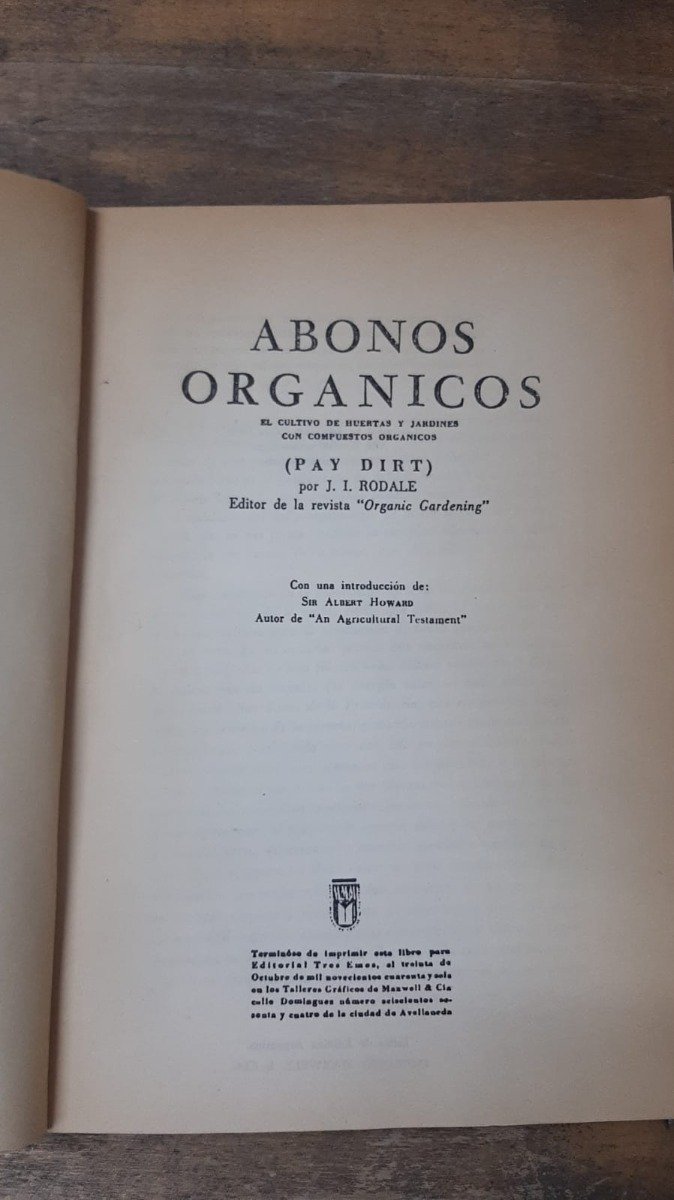 ABONOS
ORGANICOS
EL CULTIVO DE HUERTAS Y JARDINES
CON COMPUESTOS ORGANICOS
(PAY DIRT)
por J. I. RODALE
Editor de la revista "Organic Gardening"
Con una introducción de:
SIR ALBERT HOWARD
Autor de "An Agricultural Testament"
Terminóse de imprimir este libro para
Editorial Tres Emes, el treinta de
Octubre de mil novecientos cuarenta y seis
en los Talleres Gráficos de Maxwell & Cía
calle Domingues número seiscientos se-
senta y cuatro de la ciudad de Avellaneda